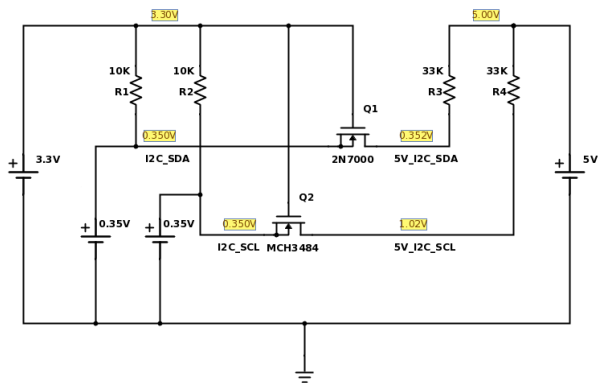 3.30V
5.00V
10K
R1
10K
R2
33K
R3
33K
R4
Q1
0.350V
0.352V
I2C_SDA
2N7000
5V_I2C_SDA
3.3V
5V
Q2
0.35V
0.35V
0.350V
1.02V
I2C_SCL
MCH3484
5V_I2C_SCL